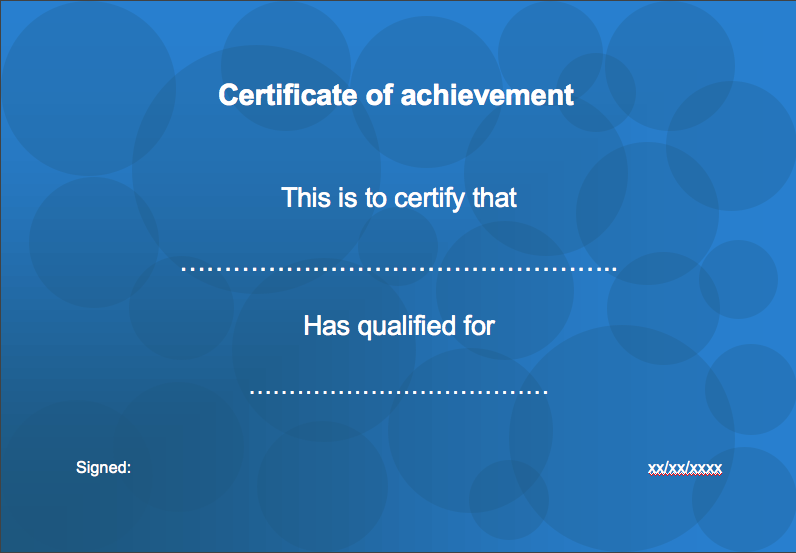 Certificate of achievement
This is to certify that
……………………………………………..
Has qualified for
………………………………
Signed: xx/xx/xxxx